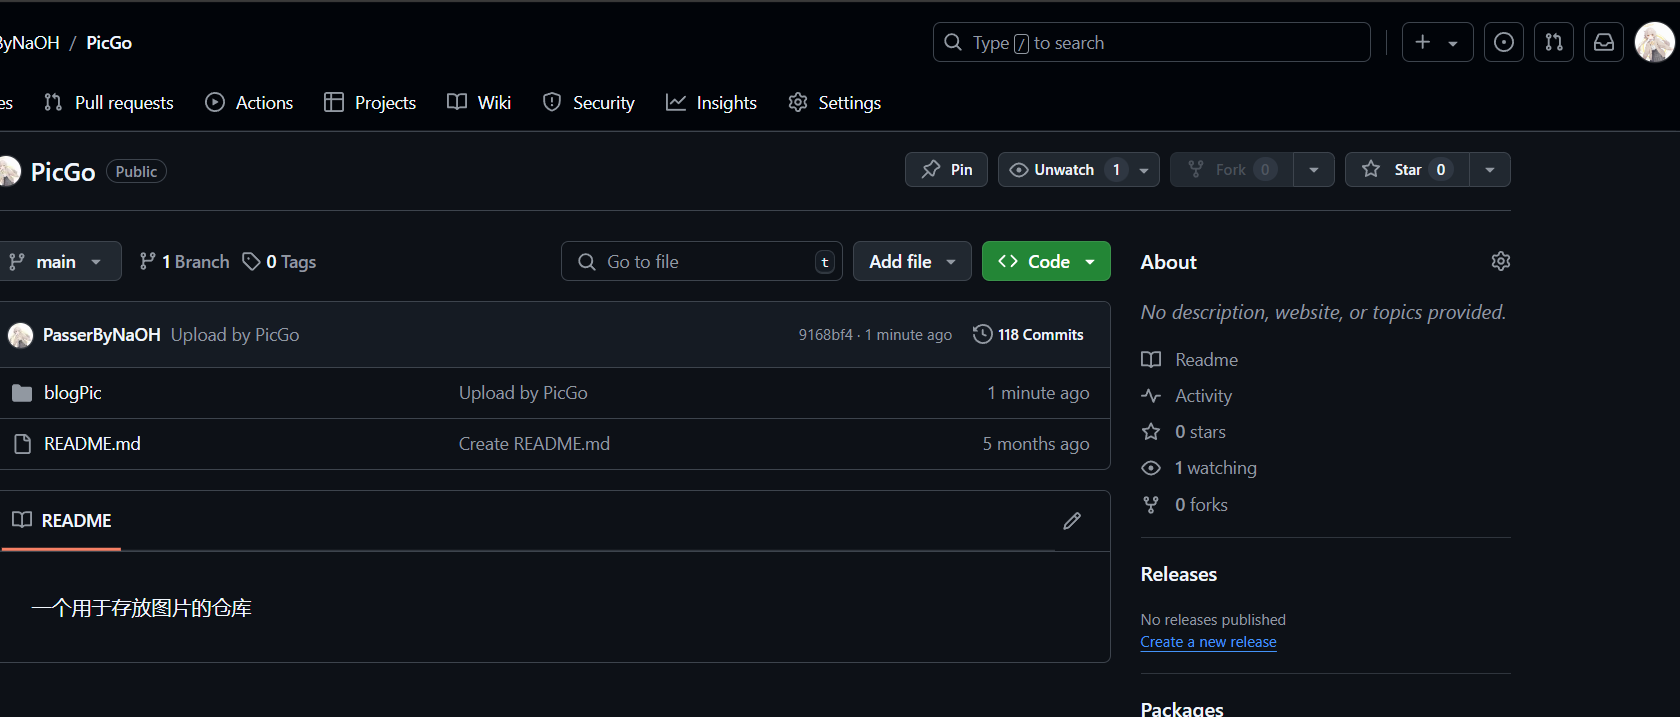 ByNaOH / PicGo
Type / to search
es Pull requests Actions Projects Wiki Security Insights Settings
PicGo Public
Pin Unwatch 1 Fork 0 Star 0
main 1 Branch 0 Tags Go to file t Add file Code
PasserByNaOH Upload by PicGo 9168bf4 · 1 minute ago 118 Commits
blogPic Upload by PicGo 1 minute ago
README.md Create README.md 5 months ago
README
一个用于存放图片的仓库
About
No description, website, or topics provided.
Readme
Activity
0 stars
1 watching
0 forks
Releases
No releases published
Create a new release
Packages